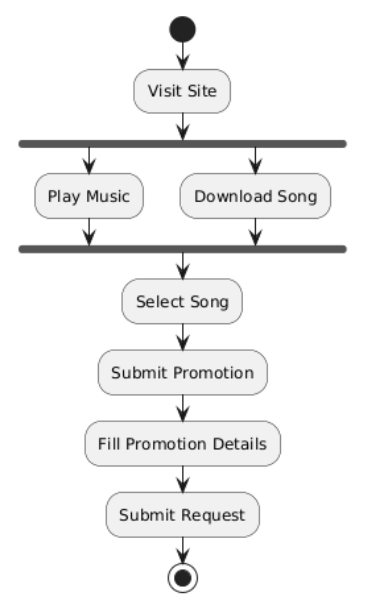 Visit Site
Play Music
Download Song
Select Song
Submit Promotion
Fill Promotion Details
Submit Request